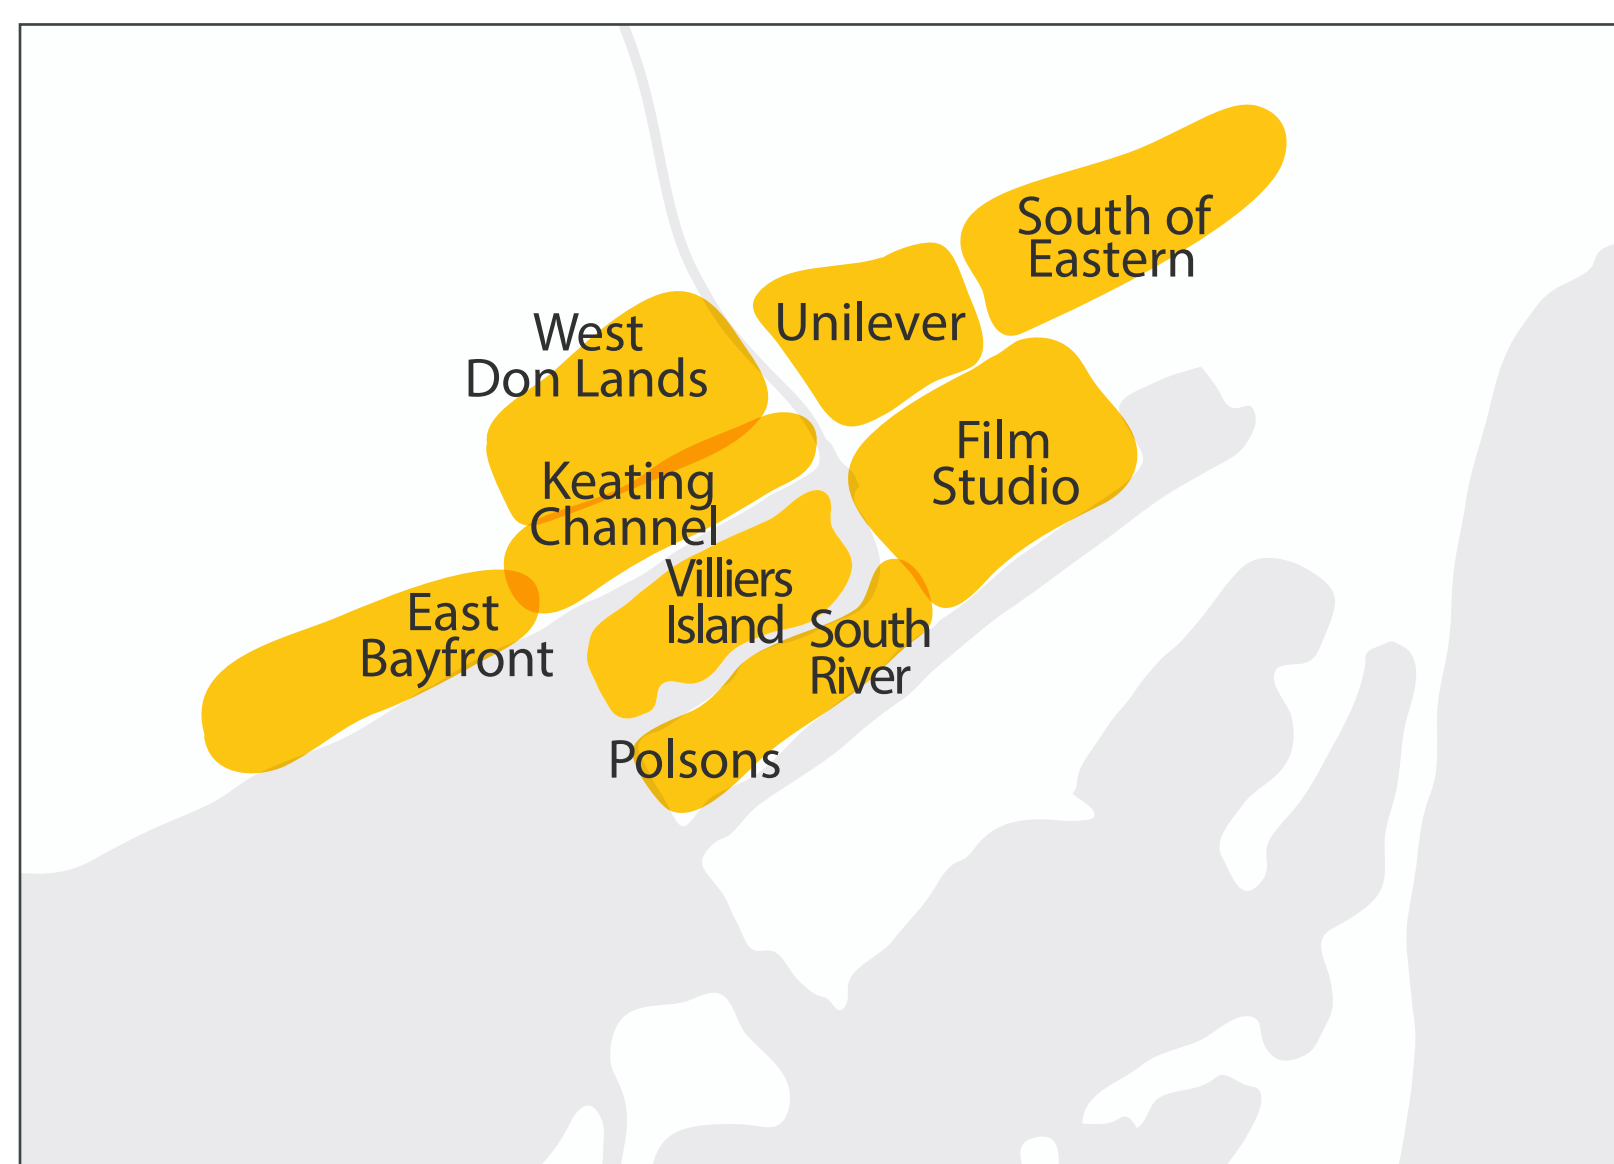 South of
Eastern
Unilever
West
Don Lands
Film
Studio
Keating
Channel
Villiers
Island
East
Bayfront
South
River
Polsons